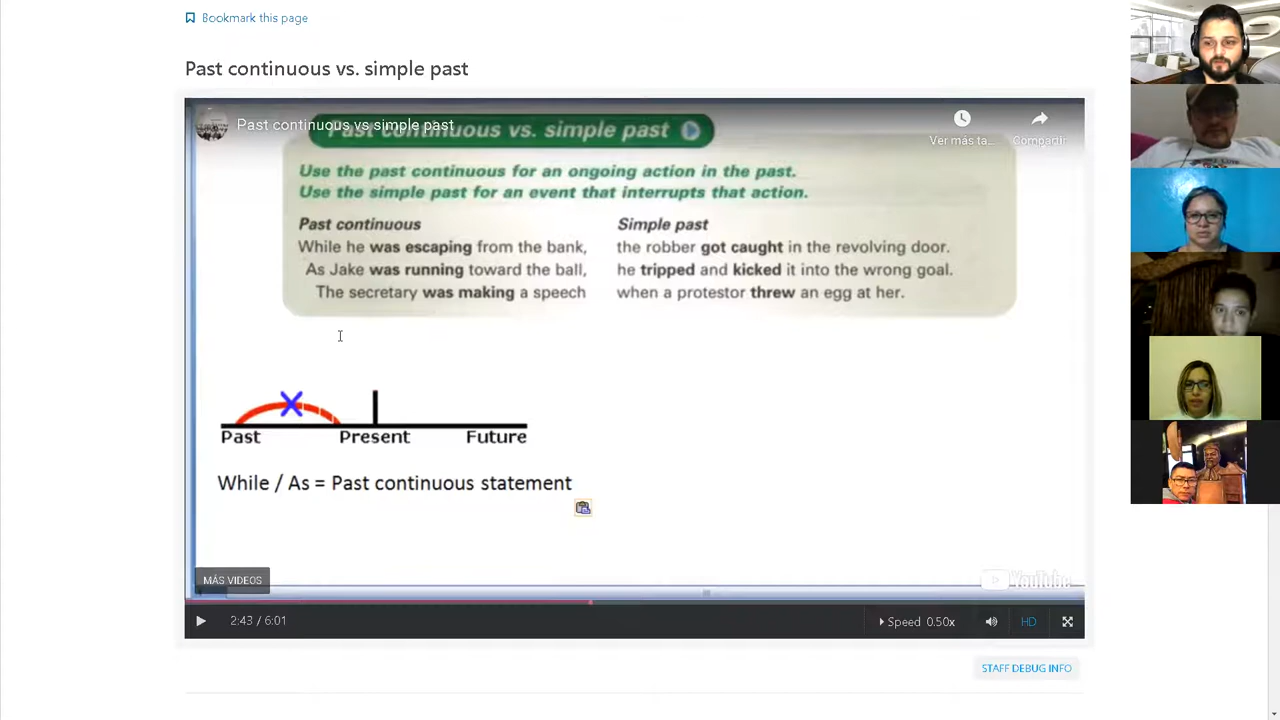 Bookmark this page
Past continuous vs. simple past
Past continuous vs simple past
Past continuous vs. simple past
Ver más ta...
Compartir
Use the past continuous for an ongoing action in the past.
Use the simple past for an event that interrupts that action.
Past continuous
Simple past
While he was escaping from the bank, the robber got caught in the revolving door.
As Jake was running toward the ball, he tripped and kicked it into the wrong goal.
The secretary was making a speech when a protestor threw an egg at her.
Past Present Future
While / As = Past continuous statement
MÁS VIDEOS
YouTube
2:43 / 6:01
Speed 0.50x
HD
STAFF DEBUG INFO